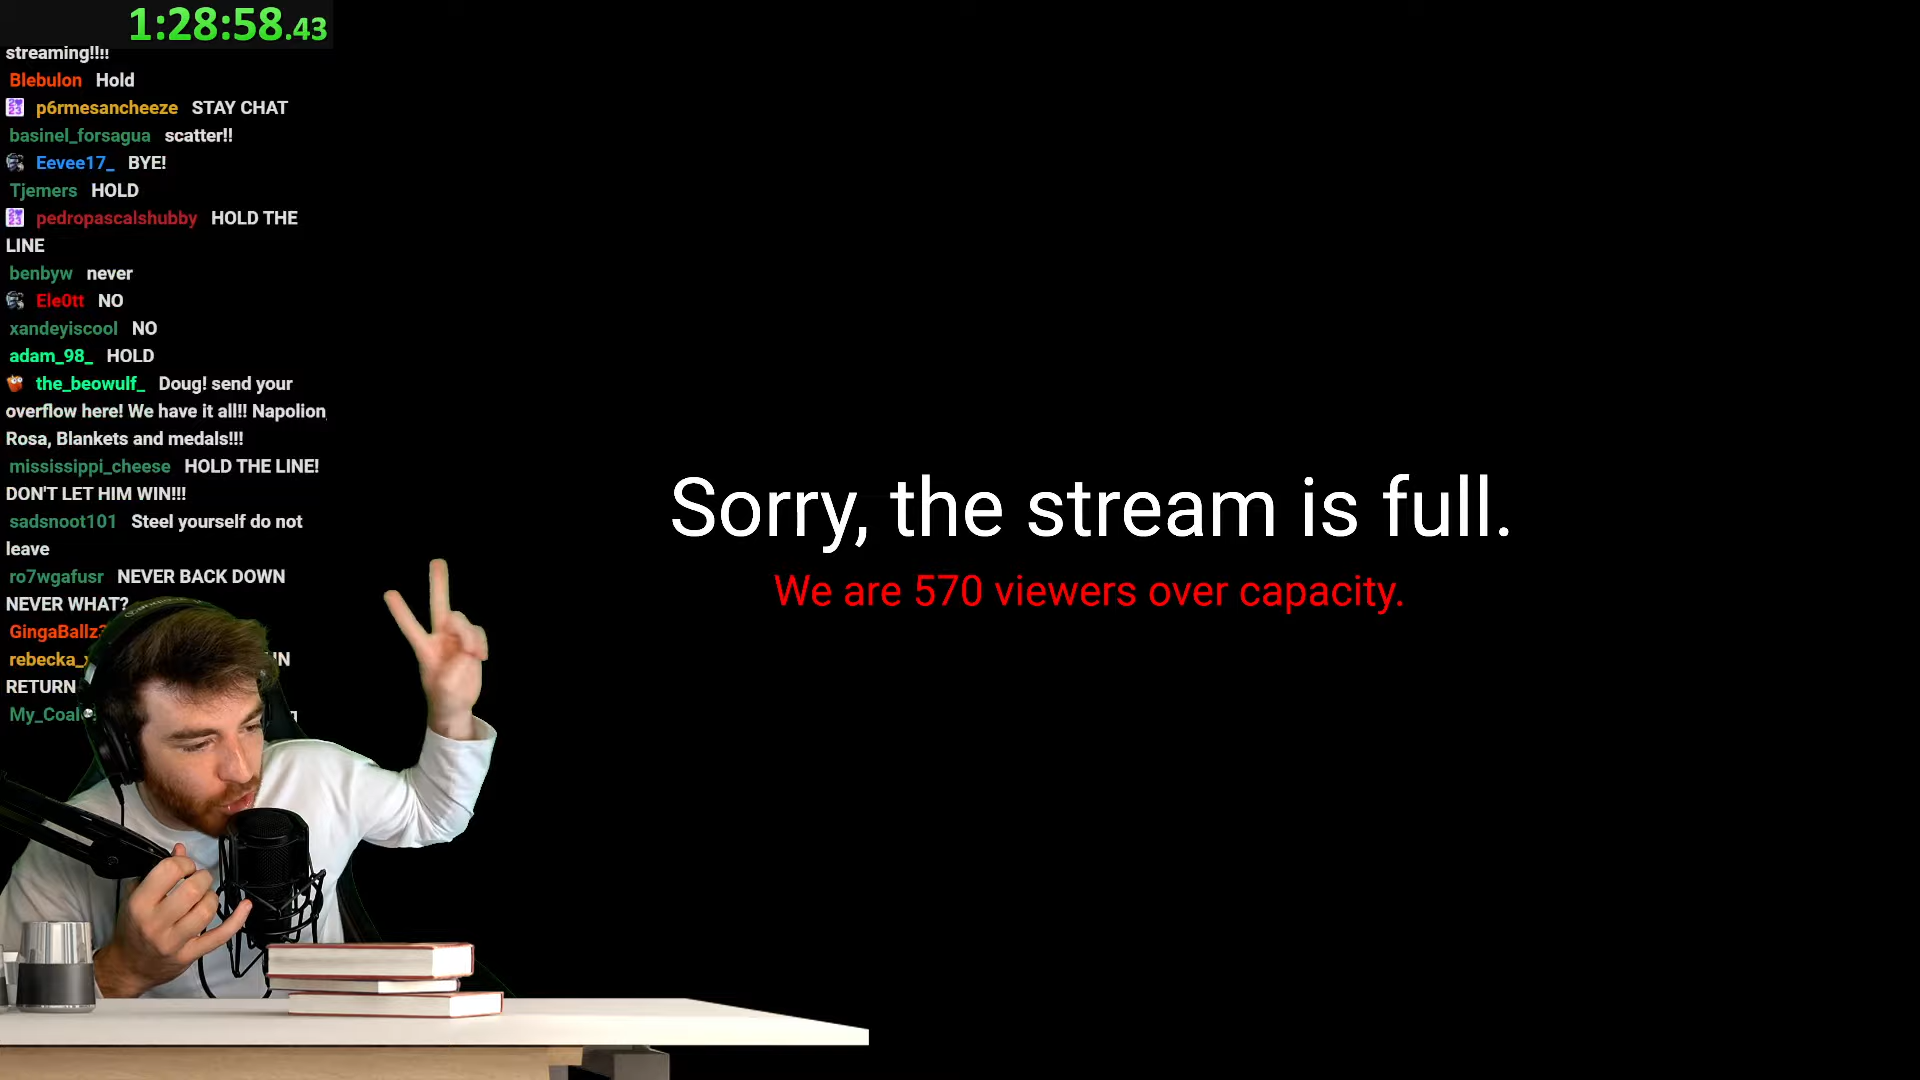 1:28:58.43
streaming!!!!
Blebulon Hold
p6rmesancheeze STAY CHAT
basinel_forsagua scatter!!
Eevee17_ BYE!
Tjemers HOLD
pedropascalshubby HOLD THE
LINE
benbyw never
Ele0tt NO
xandeyiscool NO
adam_98_ HOLD
the_beowulf_ Doug! send your
overflow here! We have it all!! Napolion,
Rosa, Blankets and medals!!!
mississippi_cheese HOLD THE LINE!
DON'T LET HIM WIN!!!
sadsnoot101 Steel yourself do not
leave
ro7wgafusr NEVER BACK DOWN
NEVER WHAT?
GingaBallz
rebecka_
RETURN
My_Coal
Sorry, the stream is full.
We are 570 viewers over capacity.